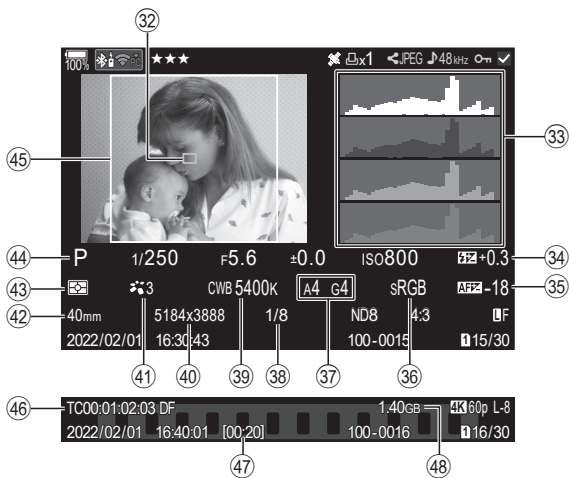 32
100% PC ★★★ x1 JPEG 48kHz
45
33
44 P 1/250 F5.6 ±0.0 ISO800 +0.3 34
43 3 CWB 5400K A4 G4 sRGB AF -18 35
42 40mm 5184x3888 1/8 ND8 4:3 LF
2022/02/01 16:30:43 100-0015 1 15/30
41 40 39 38 37 36
46 TC00:01:02:03 DF 1.40GB 4K 60p L-8
2022/02/01 16:40:01 [00:20] 100-0016 1 16/30
47 48